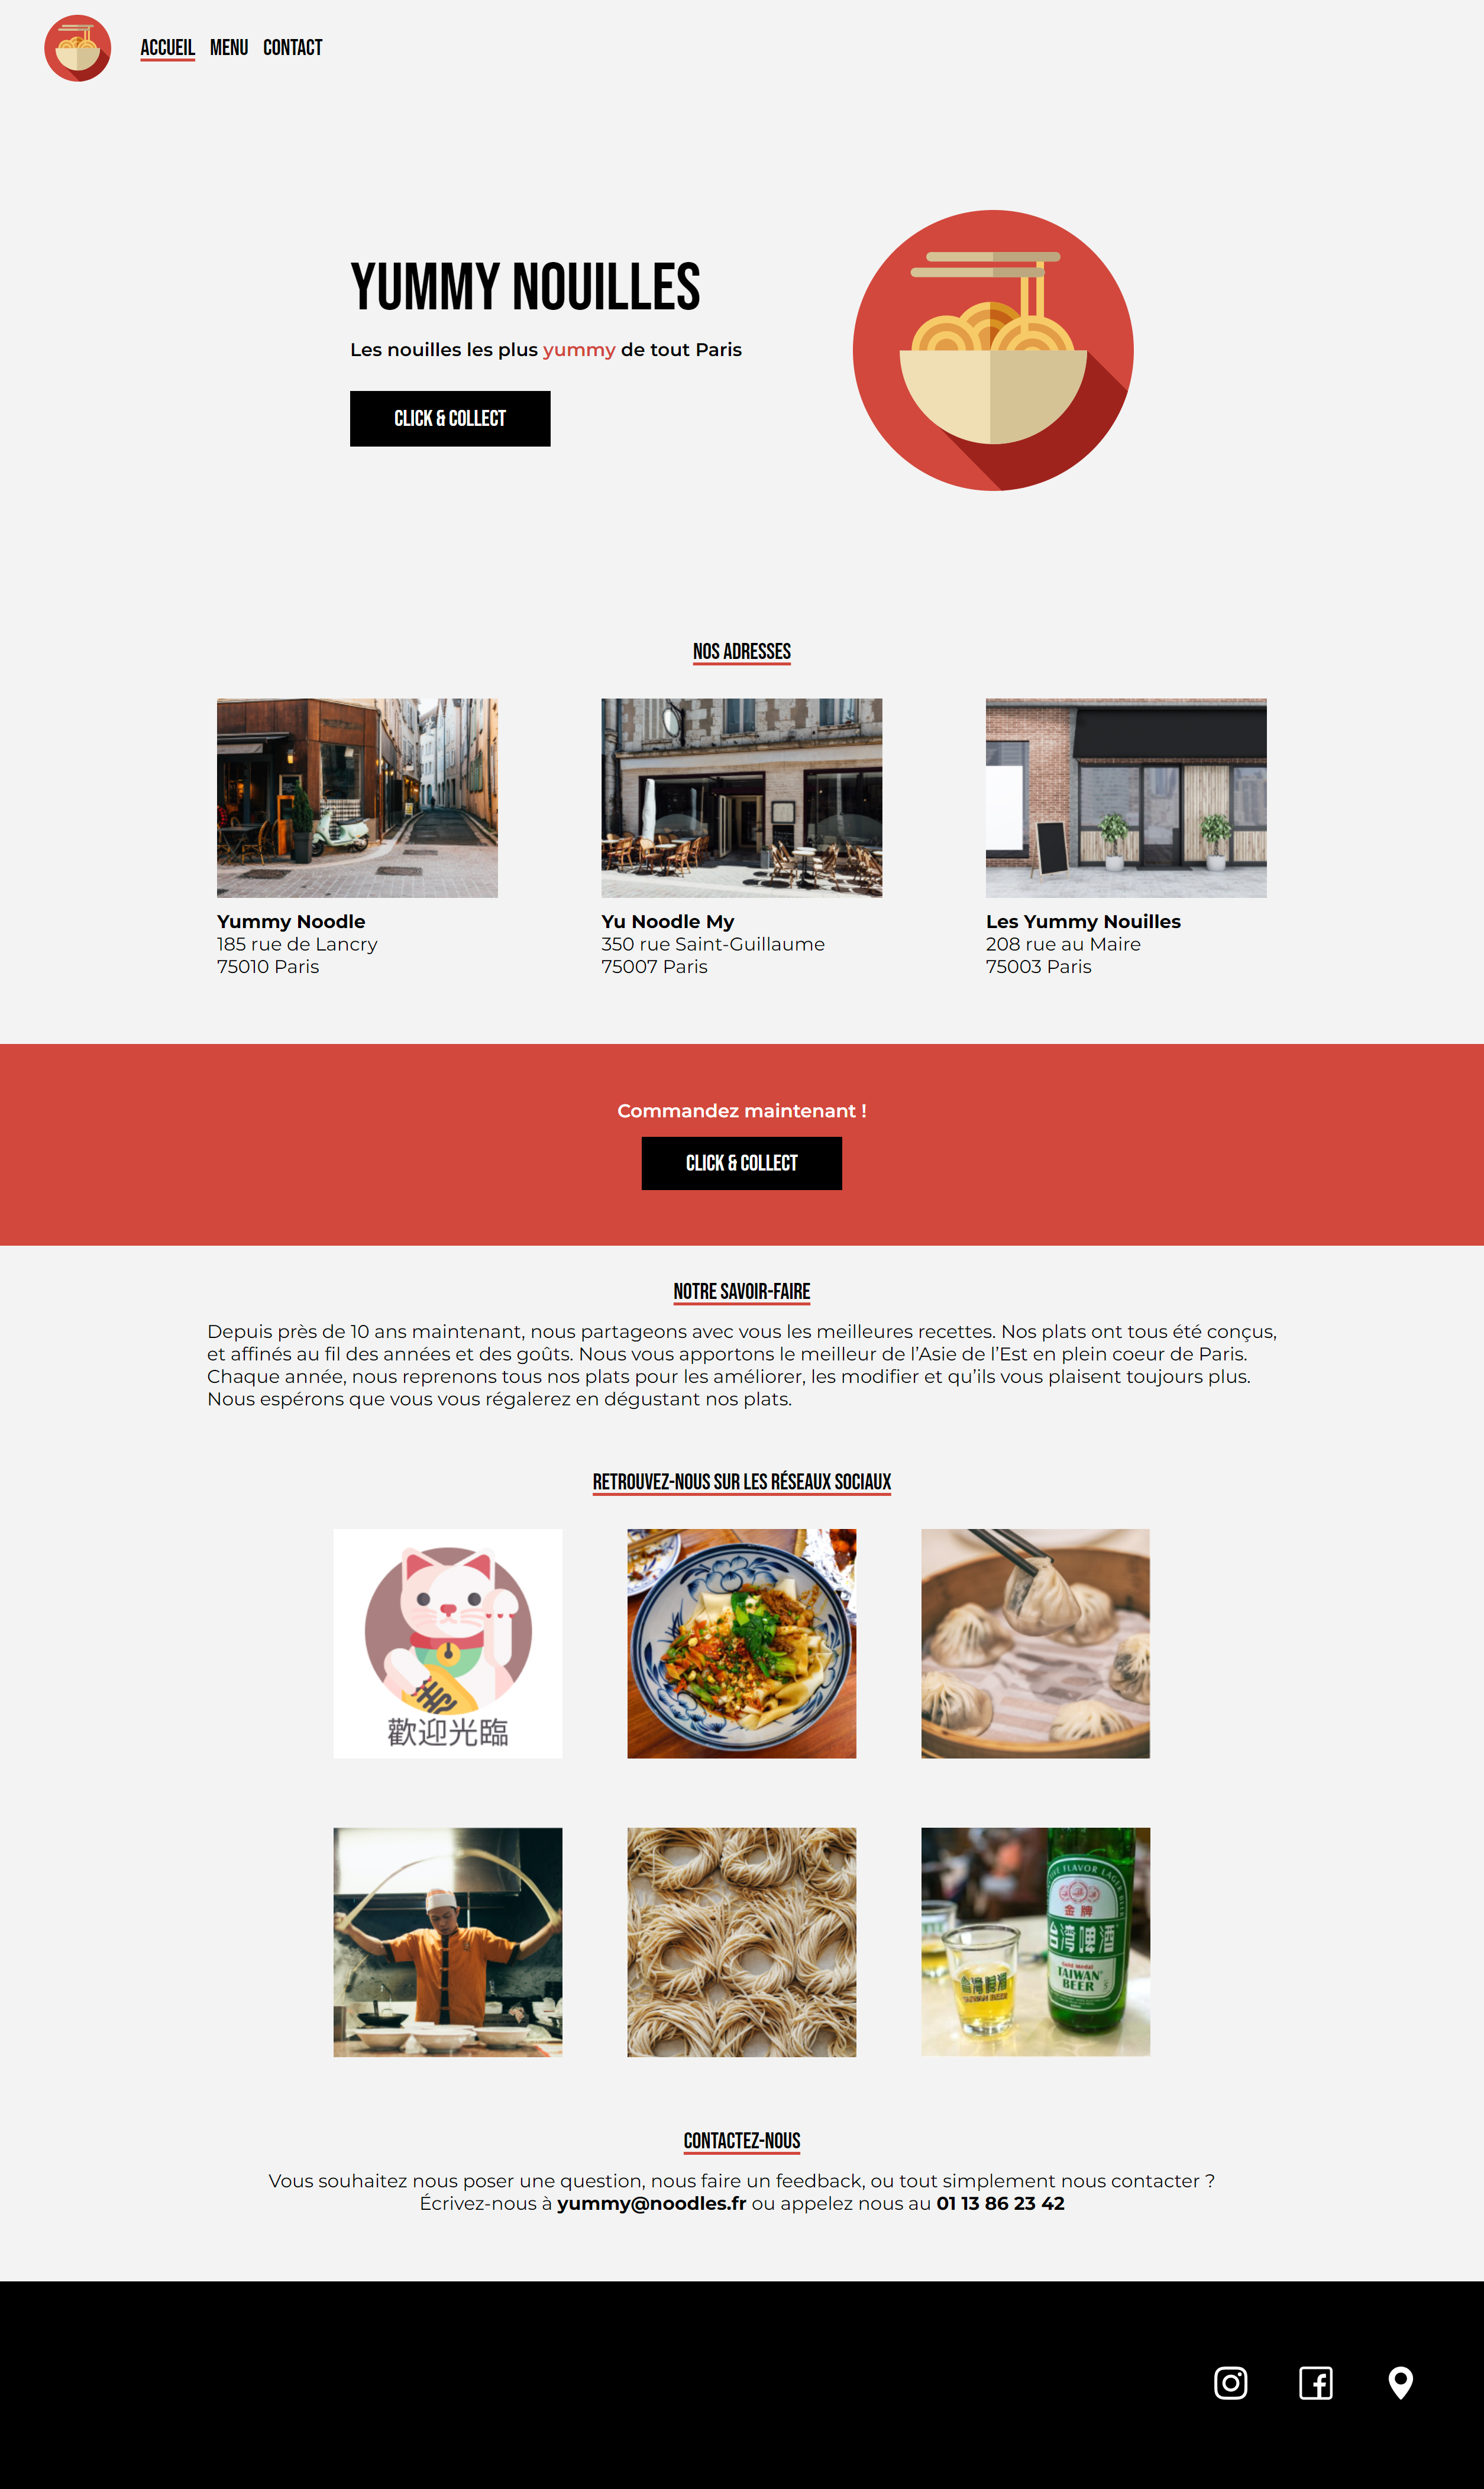 ACCUEIL MENU CONTACT
YUMMY NOUILLES
Les nouilles les plus yummy de tout Paris
CLICK & COLLECT
NOS ADRESSES
Yummy Noodle
185 rue de Lancry
75010 Paris
Yu Noodle My
350 rue Saint-Guillaume
75007 Paris
Les Yummy Nouilles
208 rue au Maire
75003 Paris
Commandez maintenant !
CLICK & COLLECT
NOTRE SAVOIR-FAIRE
Depuis près de 10 ans maintenant, nous partageons avec vous les meilleures recettes. Nos plats ont tous été conçus,
et affinés au fil des années et des goûts. Nous vous apportons le meilleur de l’Asie de l’Est en plein coeur de Paris.
Chaque année, nous reprenons tous nos plats pour les améliorer, les modifier et qu’ils vous plaisent toujours plus.
Nous espérons que vous vous régalerez en dégustant nos plats.
RETROUVEZ-NOUS SUR LES RÉSEAUX SOCIAUX
歡迎光臨
FLAVOR LAGER
金牌
台湾啤酒
Gold Medal
TAIWAN
BEER
TAIWAN BEER
CONTACTEZ-NOUS
Vous souhaitez nous poser une question, nous faire un feedback, ou tout simplement nous contacter ?
Écrivez-nous à yummy@noodles.fr ou appelez nous au 01 13 86 23 42